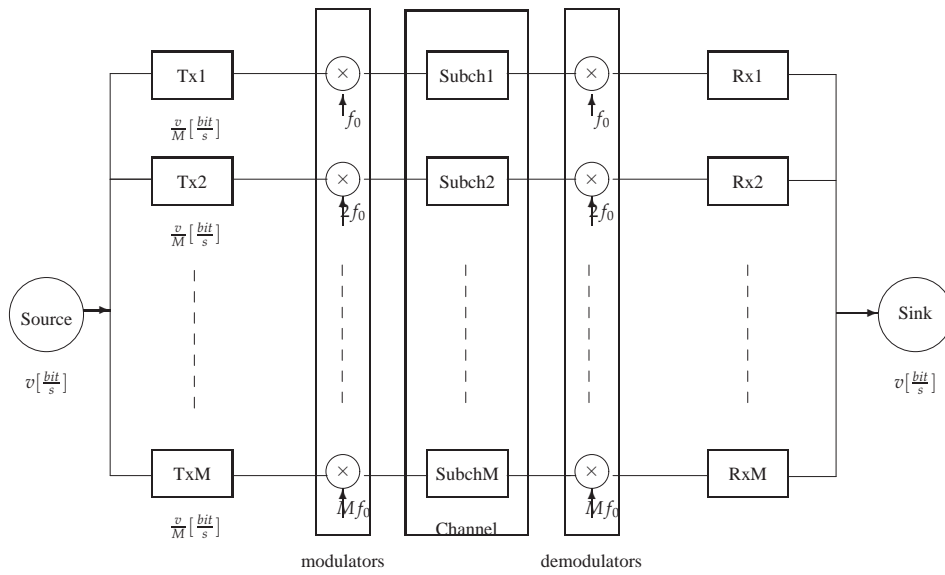 Tx1 × Subch1 × Rx1
v/M[bit/s] f0 f0
Tx2 × Subch2 × Rx2
2f0 2f0
v/M[bit/s]
Source Sink
v[bit/s] v[bit/s]
TxM × SubchM × RxM
Mf0 Mf0
v/M[bit/s] Channel
modulators demodulators